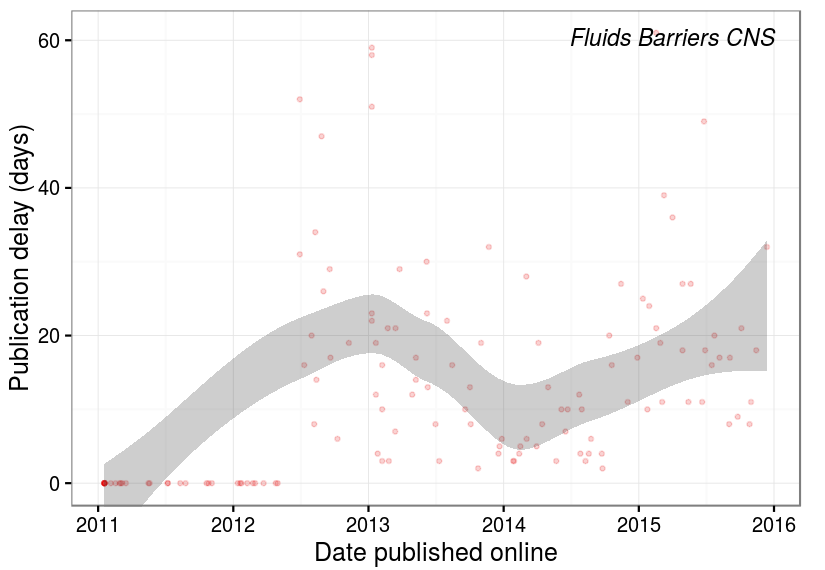 Fluids Barriers CNS
Publication delay (days)
60
40
20
0
2011 2012 2013 2014 2015 2016
Date published online